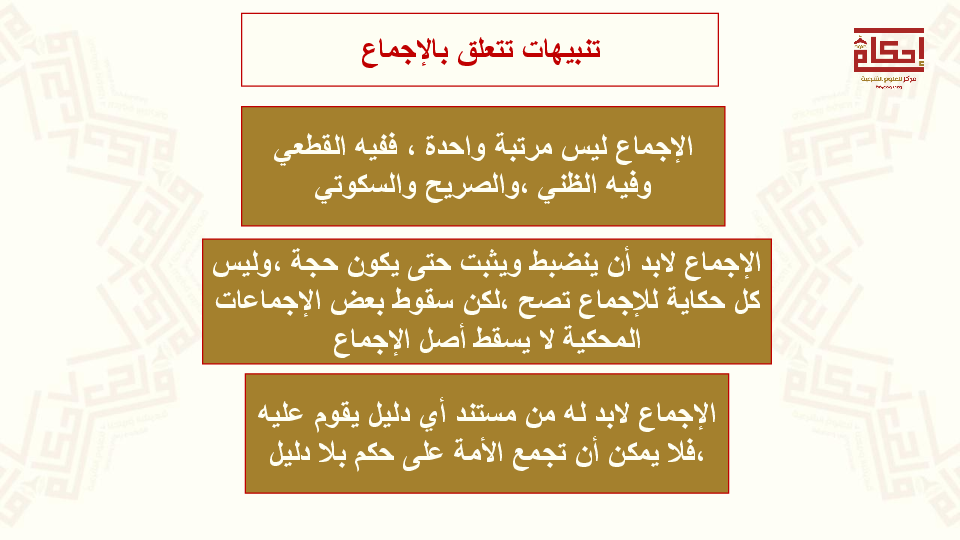 تنبيهات تتعلق بالإجماع
إحكام
مركز للعلوم الشرعية
الإجماع ليس مرتبة واحدة ، ففيه القطعي
وفيه الظني ،والصريح والسكوتي
الإجماع لابد أن ينضبط ويثبت حتى يكون حجة ،وليس
كل حكاية للإجماع تصح ،لكن سقوط بعض الإجماعات
المحكية لا يسقط أصل الإجماع
الإجماع لابد له من مستند أي دليل يقوم عليه
،فلا يمكن أن تجمع الأمة على حكم بلا دليل